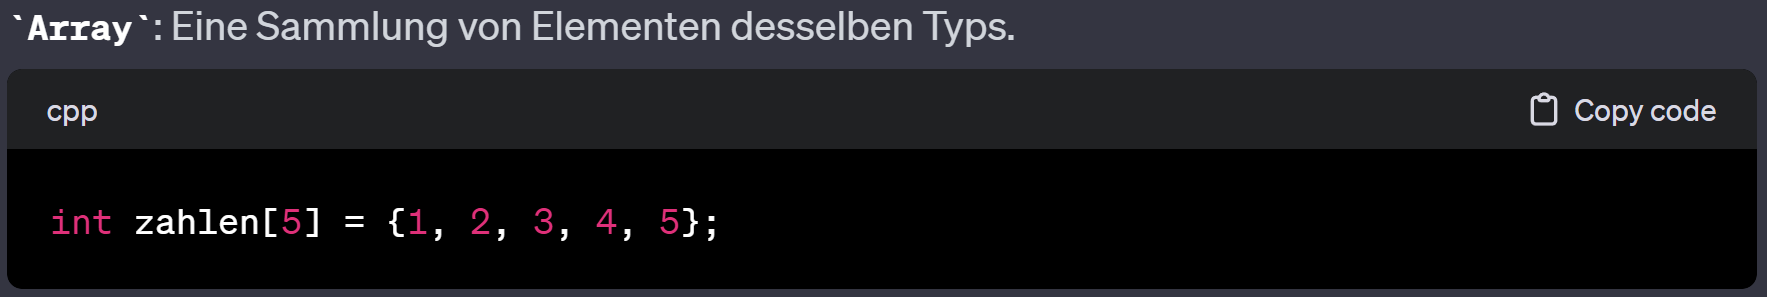 `Array`: Eine Sammlung von Elementen desselben Typs.
cpp Copy code
int zahlen[5] = {1, 2, 3, 4, 5};